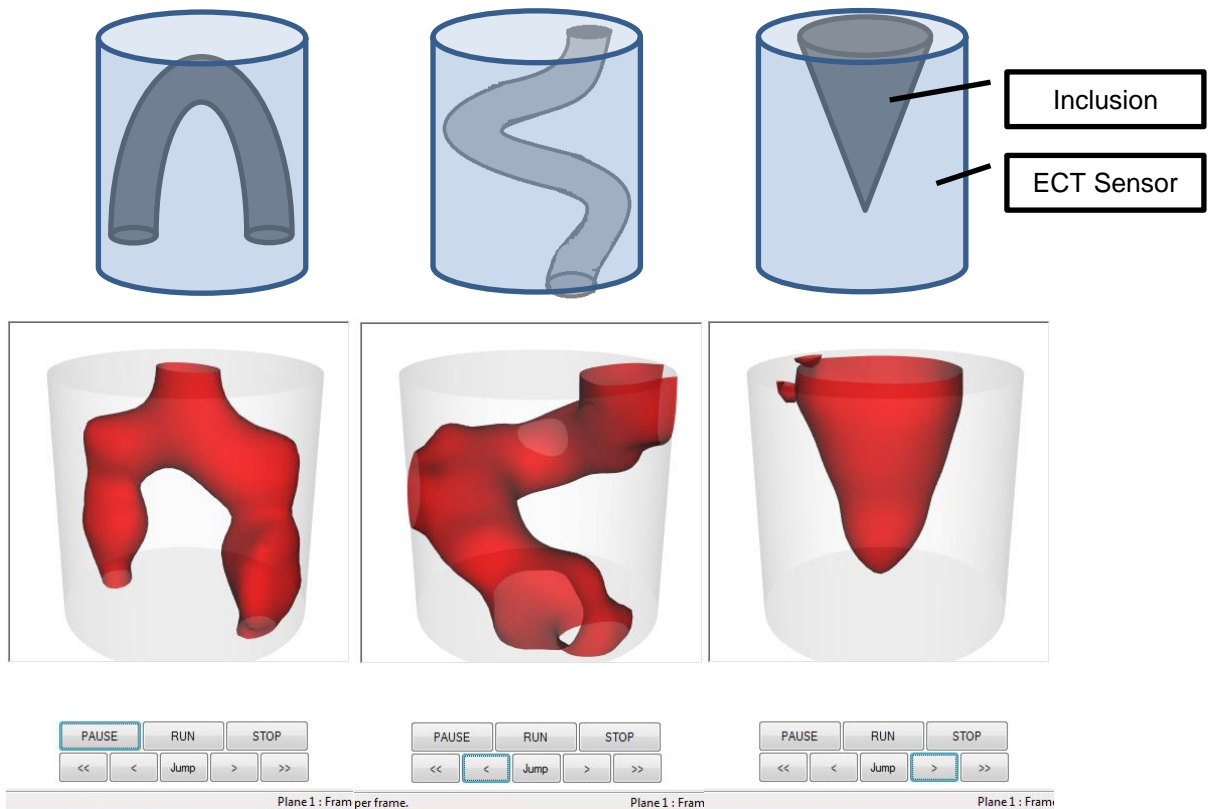 Inclusion
ECT Sensor
PAUSE RUN STOP
<< < Jump > >>
PAUSE RUN STOP
<< < Jump > >>
PAUSE RUN STOP
<< < Jump > >>
Plane 1 : Fram
per frame. Plane 1 : Fram
Plane 1 : Frame